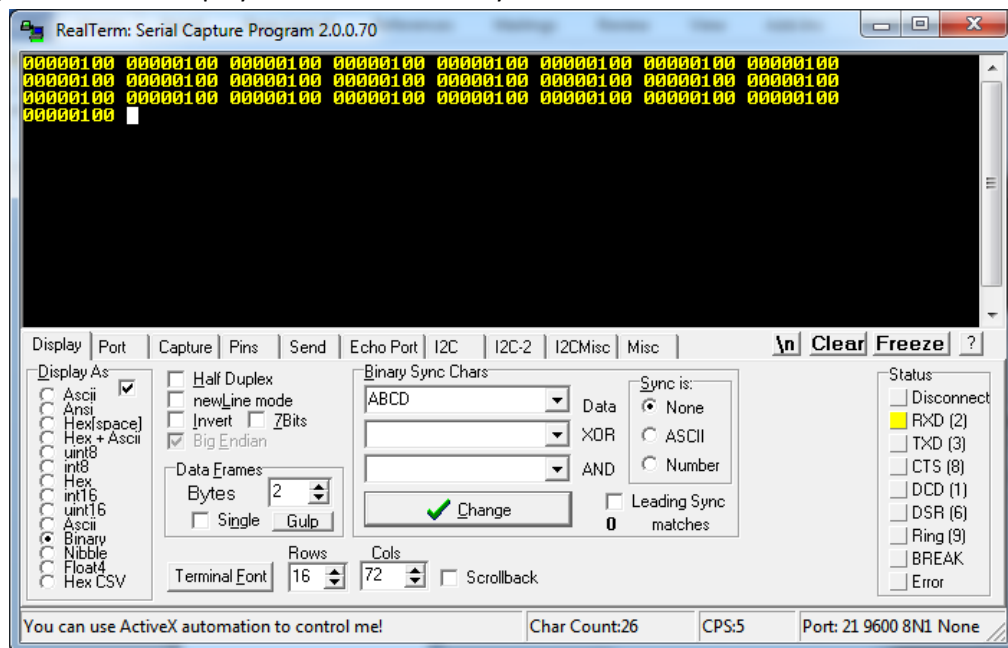 RealTerm: Serial Capture Program 2.0.0.70
00000100 00000100 00000100 00000100 00000100 00000100 00000100 00000100
00000100 00000100 00000100 00000100 00000100 00000100 00000100 00000100
00000100 00000100 00000100 00000100 00000100 00000100 00000100 00000100
00000100
Display Port Capture Pins Send Echo Port I2C I2C-2 I2CMisc Misc \n Clear Freeze ?
Display As
Ascii
Ansi
Hex[space]
Hex + Ascii
uint8
int8
Hex
int16
uint16
Ascii
Binary
Nibble
Float4
Hex CSV
Half Duplex
newLine mode
Invert 7Bits
Big Endian
Data Frames
Bytes 2
Single Gulp
Rows Cols
Terminal Font 16 72 Scrollback
Binary Sync Chars
ABCD Data
XOR
AND
Change
Sync is:
None
ASCII
Number
Leading Sync
0 matches
Status
Disconnect
RXD (2)
TXD (3)
CTS (8)
DCD (1)
DSR (6)
Ring (9)
BREAK
Error
You can use ActiveX automation to control me! Char Count:26 CPS:5 Port: 21 9600 8N1 None